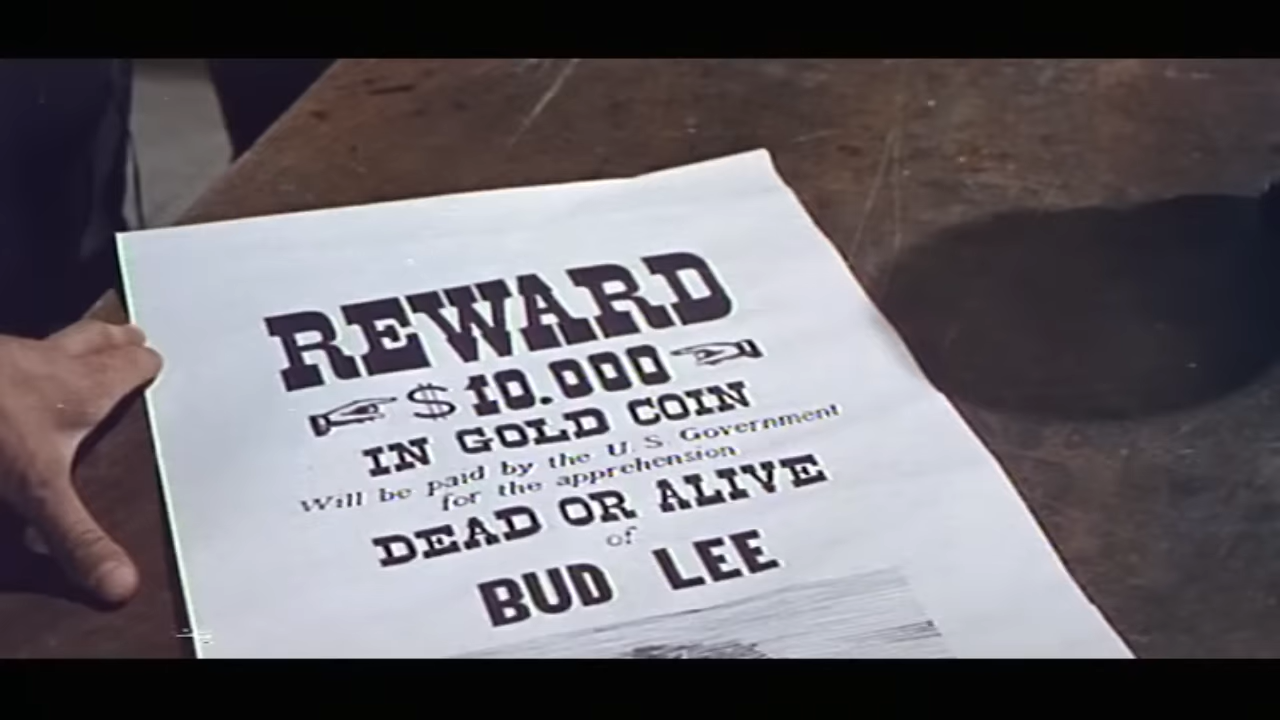 REWARD
$10.000
IN GOLD COIN
Will be paid by the U.S. Government
for the apprehension
DEAD OR ALIVE
of
BUD LEE